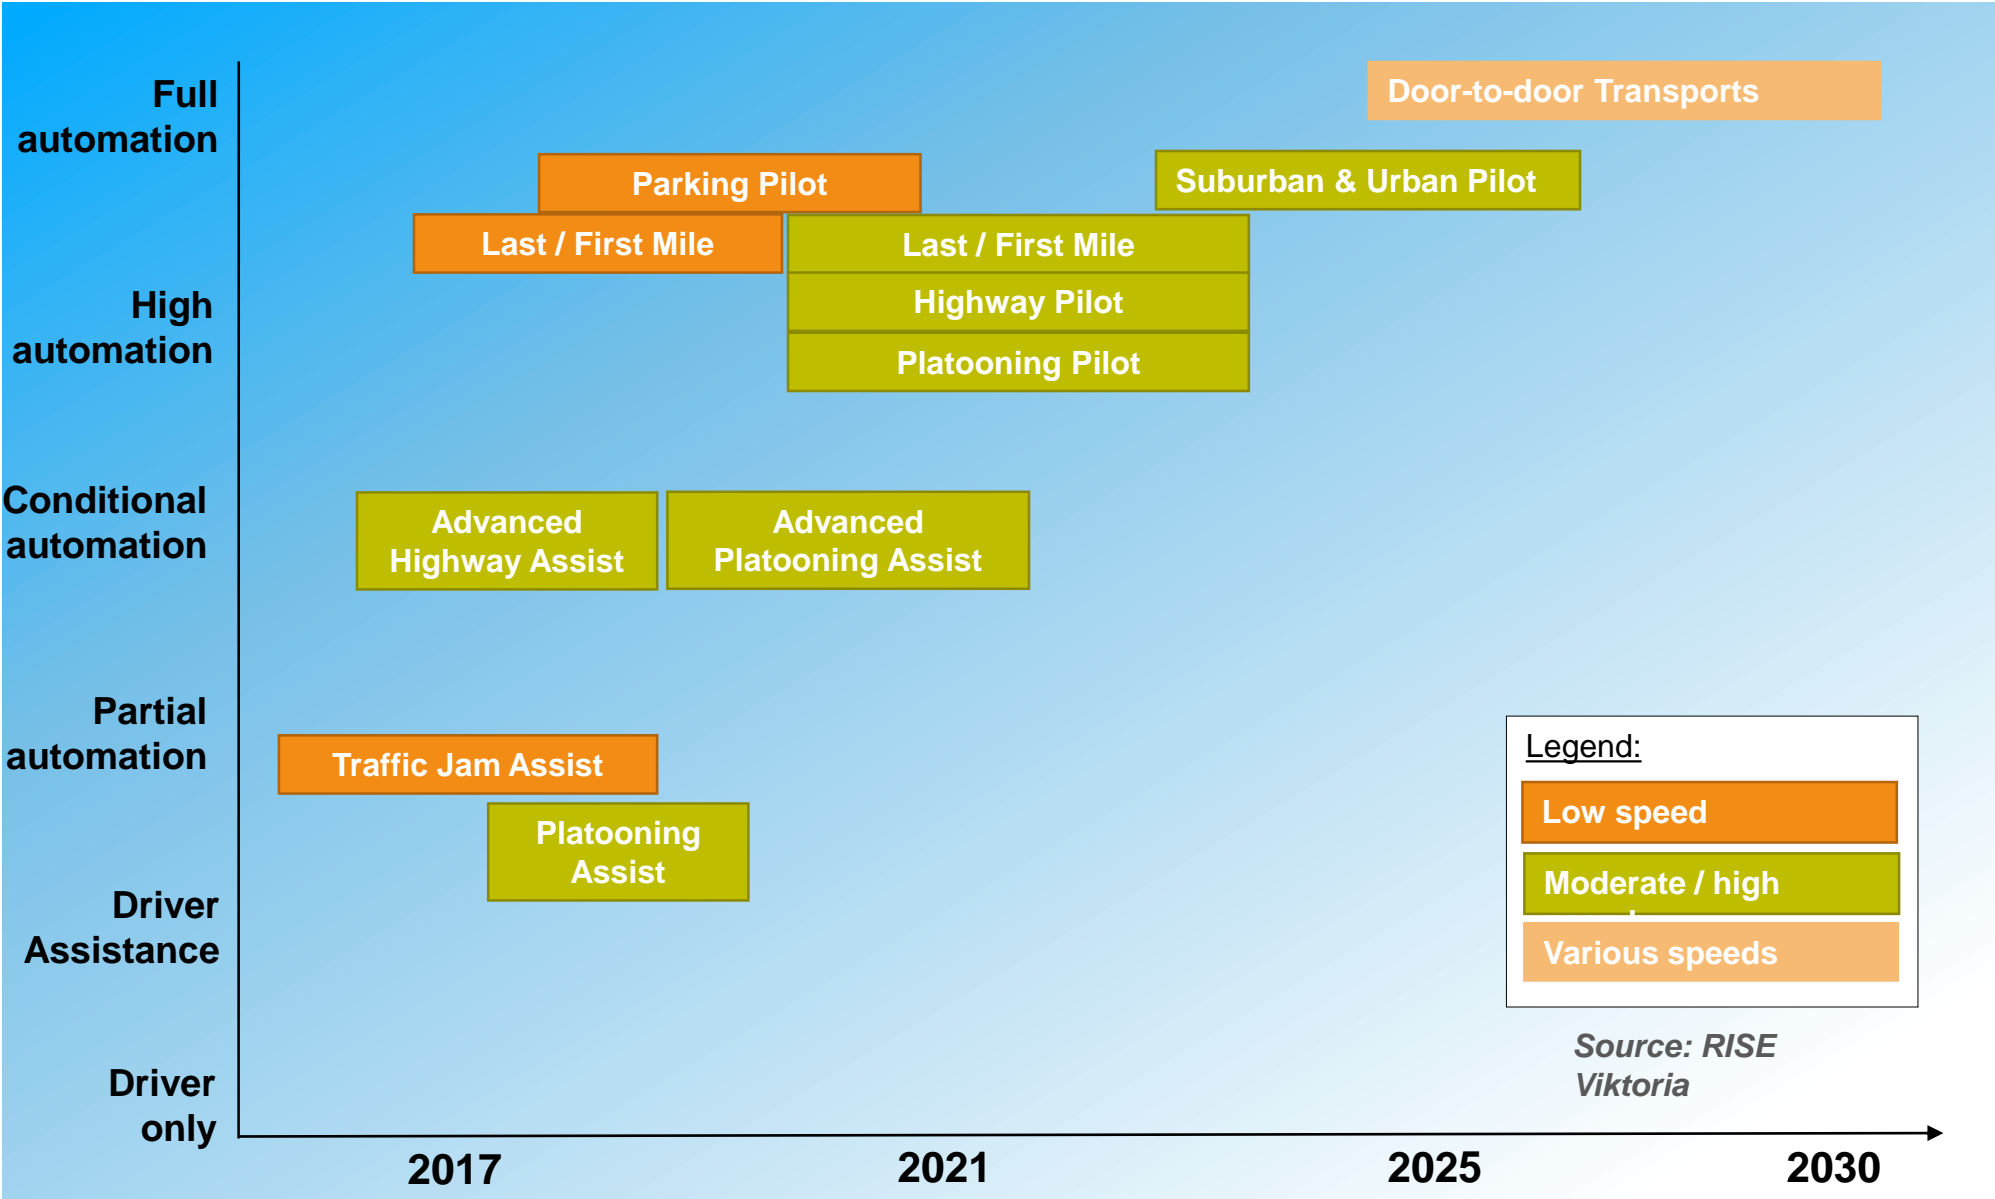 Full
automation
Door-to-door Transports
Parking Pilot
Suburban & Urban Pilot
Last / First Mile
Last / First Mile
High
automation
Highway Pilot
Platooning Pilot
Conditional
automation
Advanced
Highway Assist
Advanced
Platooning Assist
Partial
automation
Traffic Jam Assist
Platooning
Assist
Driver
Assistance
Driver
only
Legend:
Low speed
Moderate / high
Various speeds
Source: RISE
Viktoria
2017
2021
2025
2030